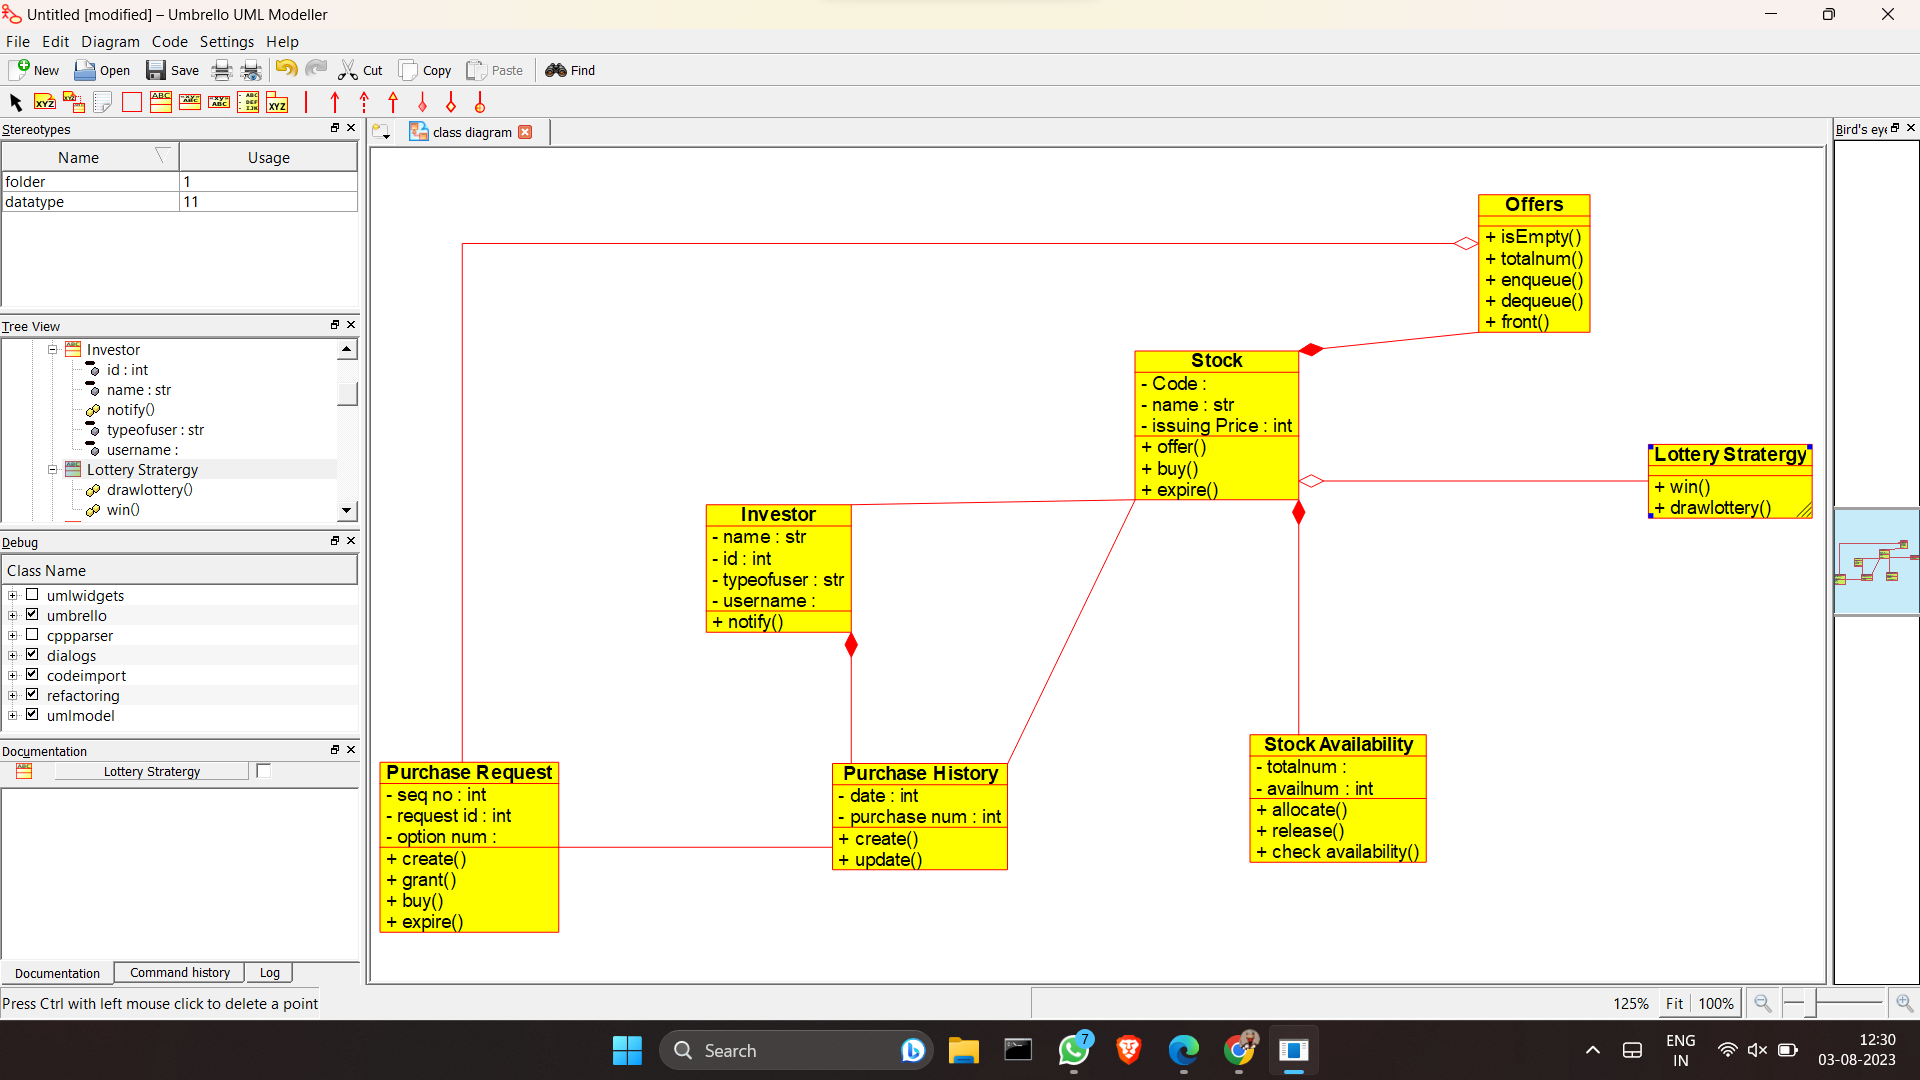 Untitled [modified] – Umbrello UML Modeller
File Edit Diagram Code Settings Help
New Open Save Cut Copy Paste Find
Stereotypes
Name Usage
folder 1
datatype 11
Tree View
Investor
id : int
name : str
notify()
typeofuser : str
username :
Lottery Stratergy
drawlottery()
win()
Debug
Class Name
umlwidgets
umbrello
cppparser
dialogs
codeimport
refactoring
umlmodel
Documentation
Lottery Stratergy
Documentation Command history Log
Press Ctrl with left mouse click to delete a point
class diagram
Offers
+ isEmpty()
+ totalnum()
+ enqueue()
+ dequeue()
+ front()
Stock
- Code :
- name : str
- issuing Price : int
+ offer()
+ buy()
+ expire()
Lottery Stratergy
+ win()
+ drawlottery()
Investor
- name : str
- id : int
- typeofuser : str
- username :
+ notify()
Purchase Request
- seq no : int
- request id : int
- option num :
+ create()
+ grant()
+ buy()
+ expire()
Purchase History
- date : int
- purchase num : int
+ create()
+ update()
Stock Availability
- totalnum :
- availnum : int
+ allocate()
+ release()
+ check availability()
Bird's eye
125% Fit 100%
Search
7
ENG
IN
12:30
03-08-2023